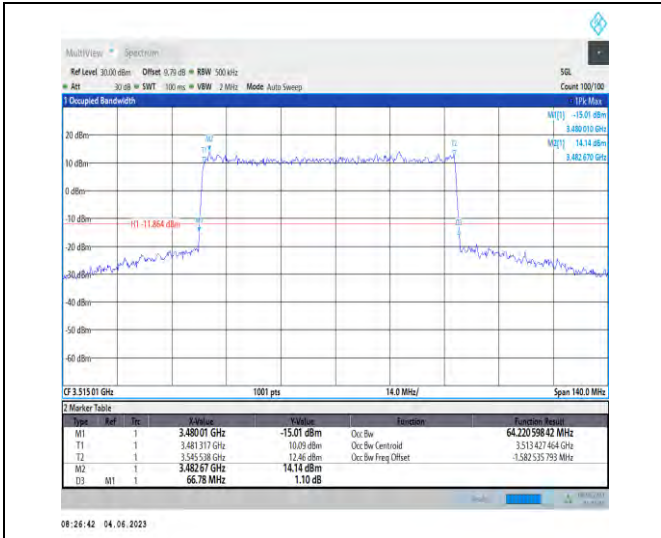 MultiView Spectrum
Ref Level 30.00 dBm Offset 9.79 dB RBW 500 kHz SGL
Att 30 dB SWT 100 ms VBW 2 MHz Mode Auto Sweep Count 100/100
1 Occupied Bandwidth 1Pk Max
M1[1] -15.01 dBm
3.480 010 GHz
M2[1] 14.14 dBm
3.482 670 GHz
20 dBm
M2
T1
T2
10 dBm
0 dBm
-10 dBm
H1 -11.864 dBm
M1
D3
-20 dBm
-30 dBm
-40 dBm
-50 dBm
-60 dBm
CF 3.515 01 GHz 1001 pts 14.0 MHz/ Span 140.0 MHz
2 Marker Table
Type Ref Trc X-Value Y-Value Function Function Result
M1 1 3.480 01 GHz -15.01 dBm Occ Bw 64.220 598 42 MHz
T1 1 3.481 317 GHz 10.09 dBm Occ Bw Centroid 3.513 427 464 GHz
T2 1 3.545 538 GHz 12.46 dBm Occ Bw Freq Offset -1.582 535 793 MHz
M2 1 3.482 67 GHz 14.14 dBm
D3 M1 1 66.78 MHz 1.10 dB
08:26:42 04.06.2023